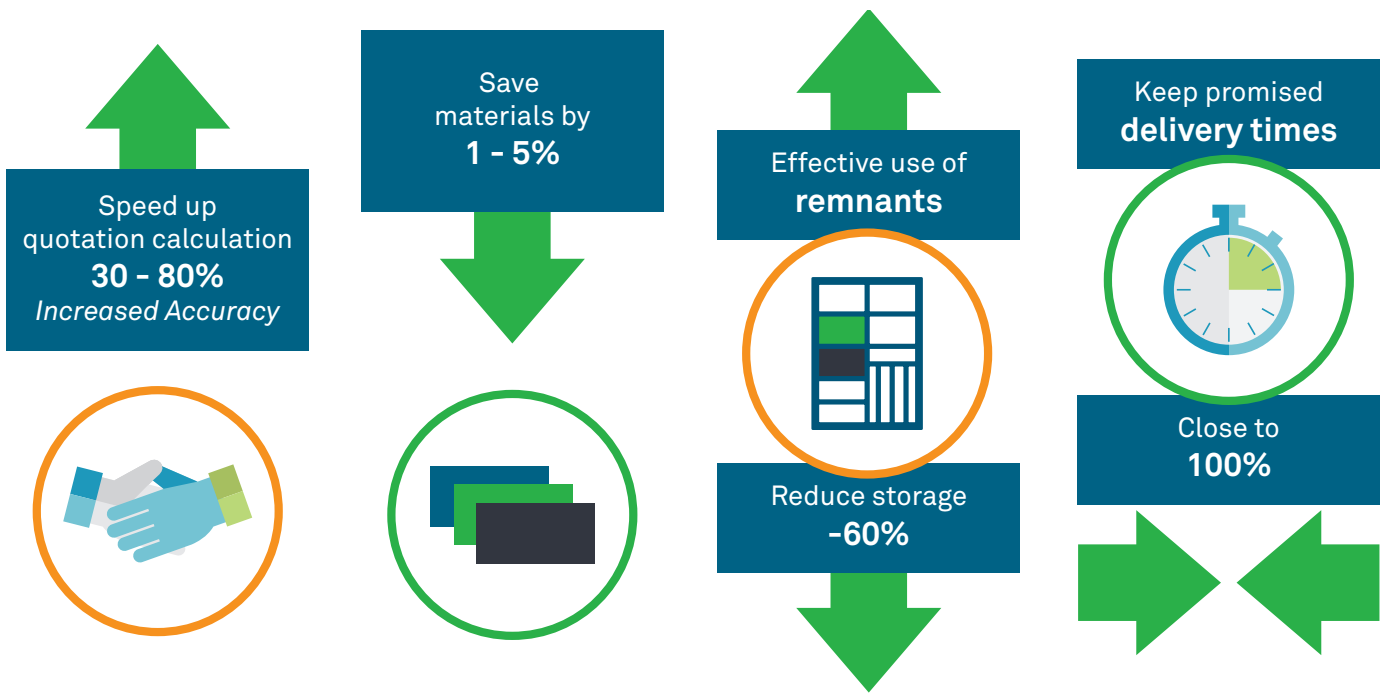 Speed up
quotation calculation
30 - 80%
Increased Accuracy
Save
materials by
1 - 5%
Effective use of
remnants
Reduce storage
-60%
Keep promised
delivery times
Close to
100%